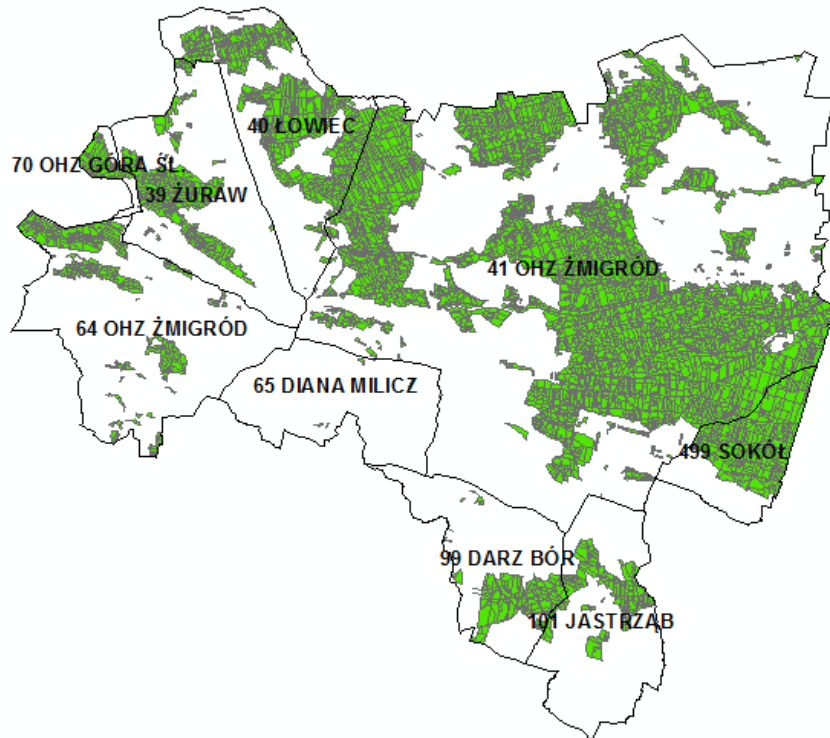 40 ŁOWIEC
70 OHZ GÓRA ŚL.
39 ŻURAW
41 OHZ ŻMIGRÓD
64 OHZ ŻMIGRÓD
65 DIANA MILICZ
499 SOKÓŁ
99 DARZ BÓR
101 JASTRZĄB